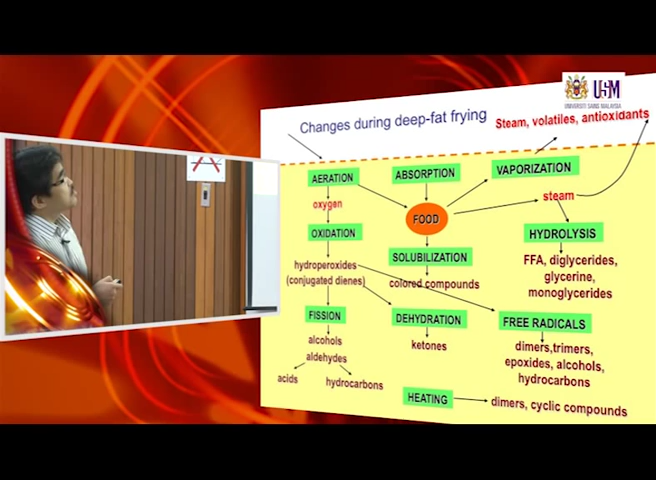 USM
UNIVERSITI SAINS MALAYSIA
Changes during deep-fat frying
Steam, volatiles, antioxidants
AERATION
ABSORPTION
VAPORIZATION
oxygen
FOOD
steam
OXIDATION
HYDROLYSIS
hydroperoxides
(conjugated dienes)
SOLUBILIZATION
colored compounds
FFA, diglycerides,
glycerine,
monoglycerides
FISSION
DEHYDRATION
FREE RADICALS
alcohols
aldehydes
ketones
dimers,trimers,
epoxides, alcohols,
hydrocarbons
acids
hydrocarbons
HEATING
dimers, cyclic compounds